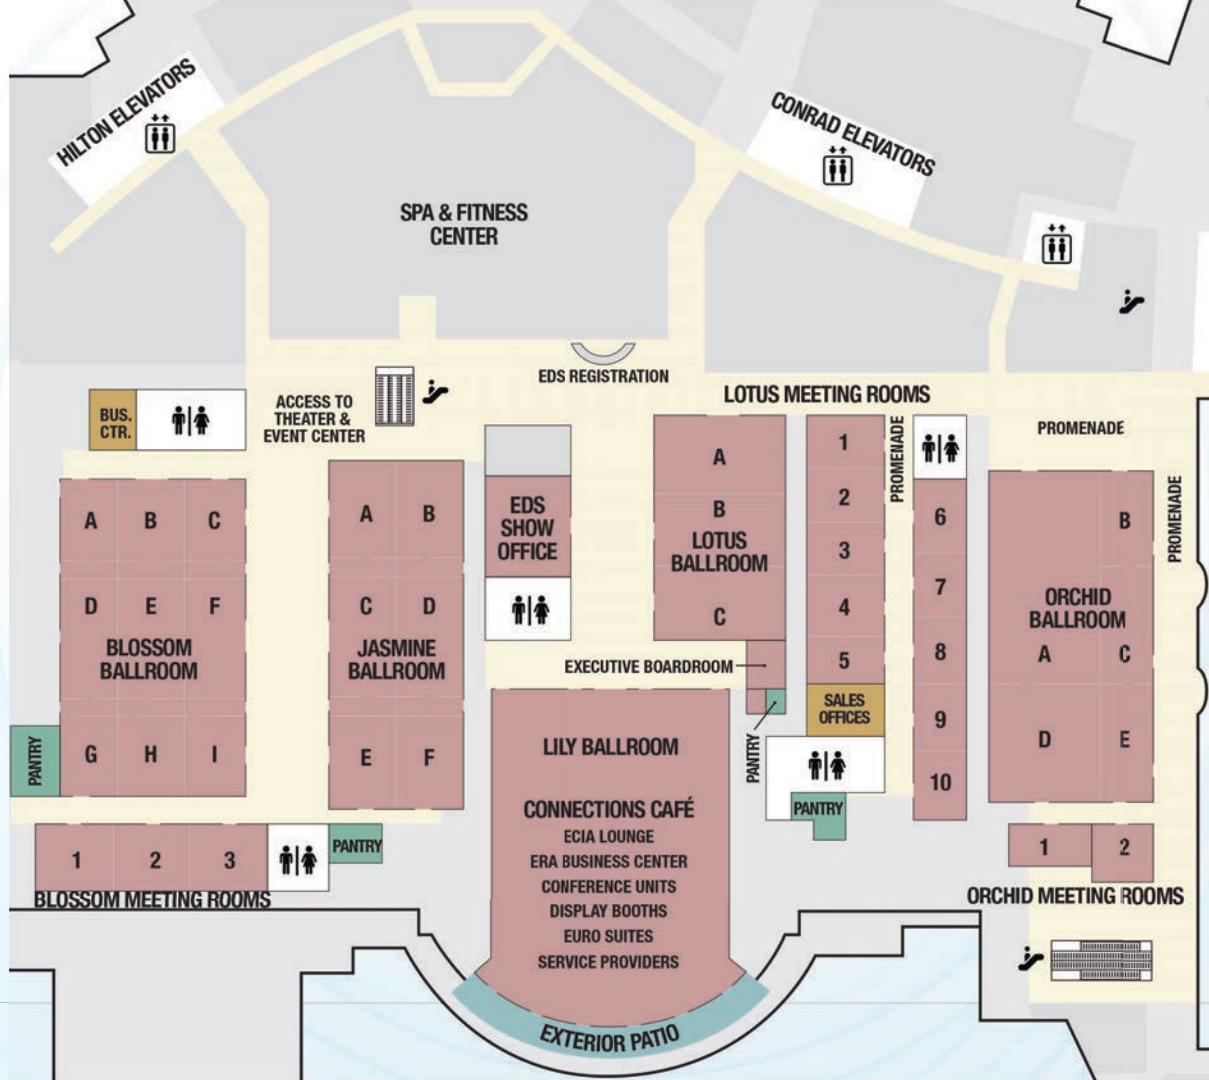 HILTON ELEVATORS
CONRAD ELEVATORS
SPA & FITNESS
CENTER
EDS REGISTRATION
LOTUS MEETING ROOMS
BUS.
CTR.
ACCESS TO
THEATER &
EVENT CENTER
PROMENADE
PROMENADE
PROMENADE
A B C
D E F
BLOSSOM
BALLROOM
G H I
PANTRY
A B
C D
JASMINE
BALLROOM
E F
EDS
SHOW
OFFICE
A
B
LOTUS
BALLROOM
C
EXECUTIVE BOARDROOM
PANTRY
1
2
3
4
5
SALES
OFFICES
PANTRY
6
7
8
9
10
B
ORCHID
BALLROOM
A C
D E
LILY BALLROOM
CONNECTIONS CAFÉ
ECIA LOUNGE
ERA BUSINESS CENTER
CONFERENCE UNITS
DISPLAY BOOTHS
EURO SUITES
SERVICE PROVIDERS
EXTERIOR PATIO
1 2 3
PANTRY
BLOSSOM MEETING ROOMS
1 2
ORCHID MEETING ROOMS